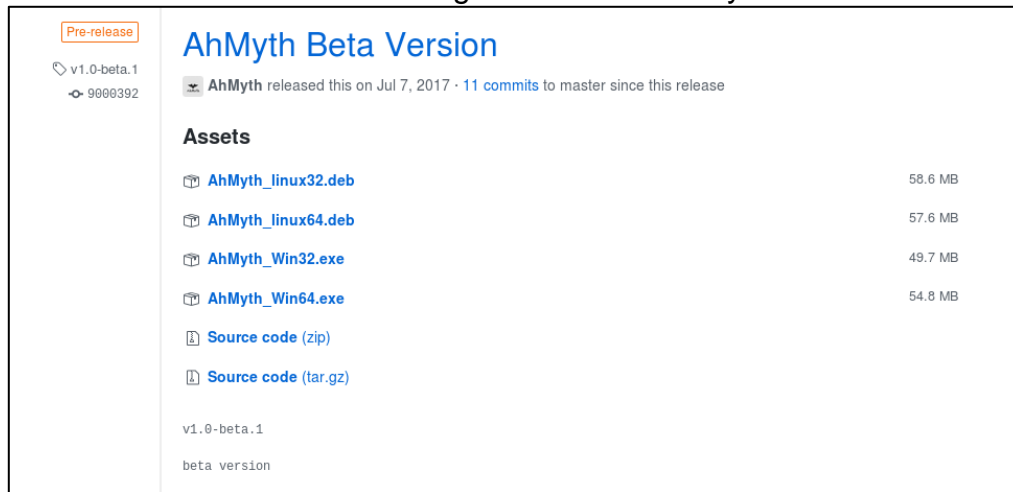 Pre-release
v1.0-beta.1
9000392
AhMyth Beta Version
AhMyth released this on Jul 7, 2017 · 11 commits to master since this release
Assets
AhMyth_linux32.deb 58.6 MB
AhMyth_linux64.deb 57.6 MB
AhMyth_Win32.exe 49.7 MB
AhMyth_Win64.exe 54.8 MB
Source code (zip)
Source code (tar.gz)
v1.0-beta.1
beta version